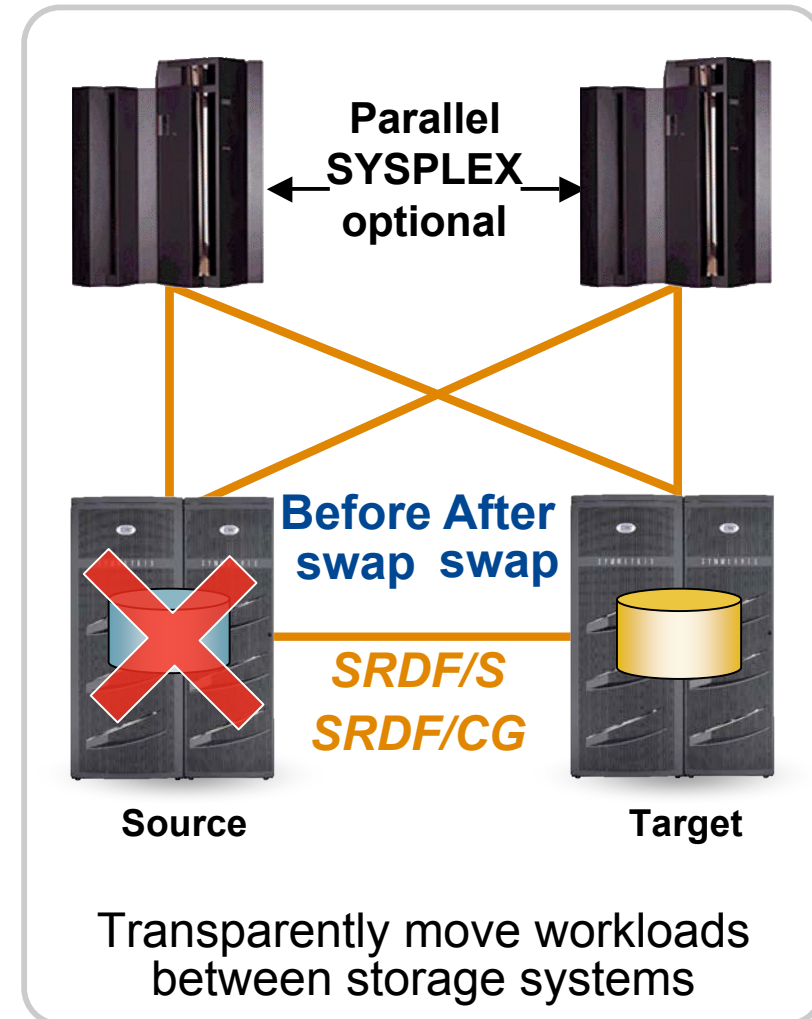 Parallel
SYSPLEX
optional
Before After
swap swap
SRDF/S
SRDF/CG
Source
Target
Transparently move workloads
between storage systems